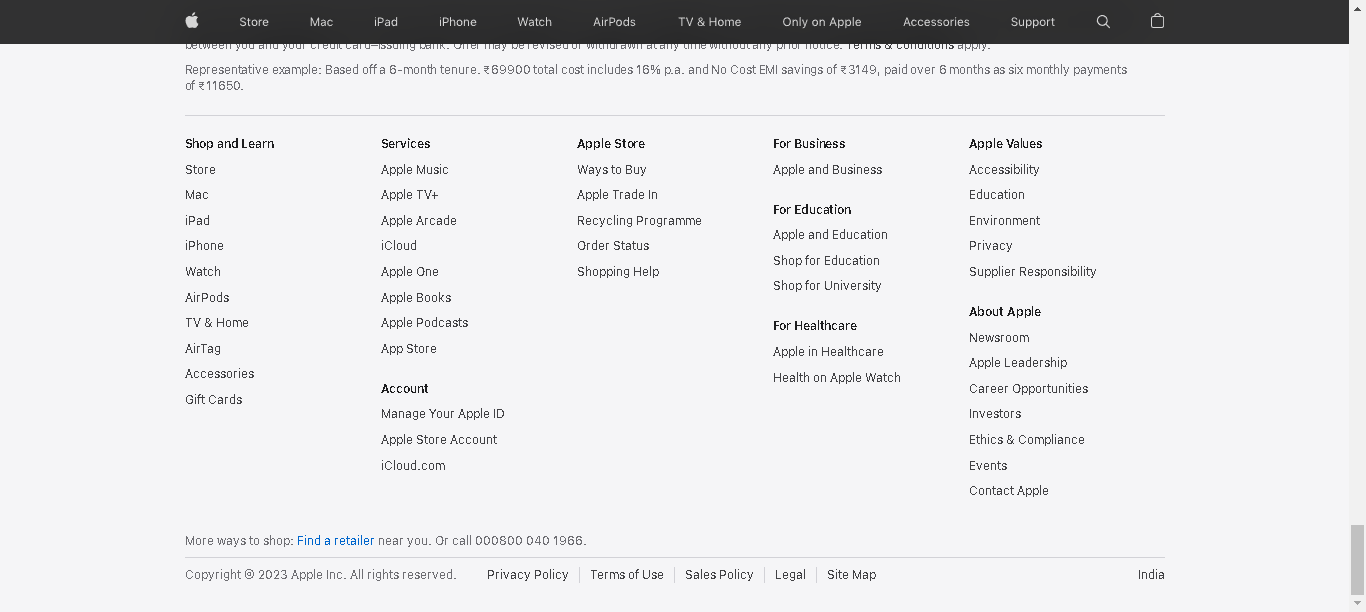 Store Mac iPad iPhone Watch AirPods TV & Home Only on Apple Accessories Support
between you and your credit card–issuing bank. Offer may be revised or withdrawn at any time without any prior notice. Terms & conditions apply.
Representative example: Based off a 6-month tenure. ₹69900 total cost includes 16% p.a. and No Cost EMI savings of ₹3149, paid over 6 months as six monthly payments
of ₹11650.
Shop and Learn
Store
Mac
iPad
iPhone
Watch
AirPods
TV & Home
AirTag
Accessories
Gift Cards
Services
Apple Music
Apple TV+
Apple Arcade
iCloud
Apple One
Apple Books
Apple Podcasts
App Store
Account
Manage Your Apple ID
Apple Store Account
iCloud.com
Apple Store
Ways to Buy
Apple Trade In
Recycling Programme
Order Status
Shopping Help
For Business
Apple and Business
For Education
Apple and Education
Shop for Education
Shop for University
For Healthcare
Apple in Healthcare
Health on Apple Watch
Apple Values
Accessibility
Education
Environment
Privacy
Supplier Responsibility
About Apple
Newsroom
Apple Leadership
Career Opportunities
Investors
Ethics & Compliance
Events
Contact Apple
More ways to shop: Find a retailer near you. Or call 000800 040 1966.
Copyright © 2023 Apple Inc. All rights reserved. Privacy Policy Terms of Use Sales Policy Legal Site Map India